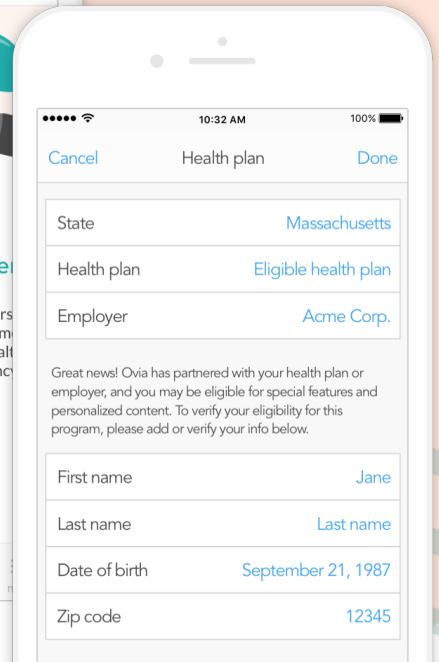 10:32 AM 100%
Cancel Health plan Done
State Massachusetts
Health plan Eligible health plan
Employer Acme Corp.
Great news! Ovia has partnered with your health plan or
employer, and you may be eligible for special features and
personalized content. To verify your eligibility for this
program, please add or verify your info below.
First name Jane
Last name Last name
Date of birth September 21, 1987
Zip code 12345